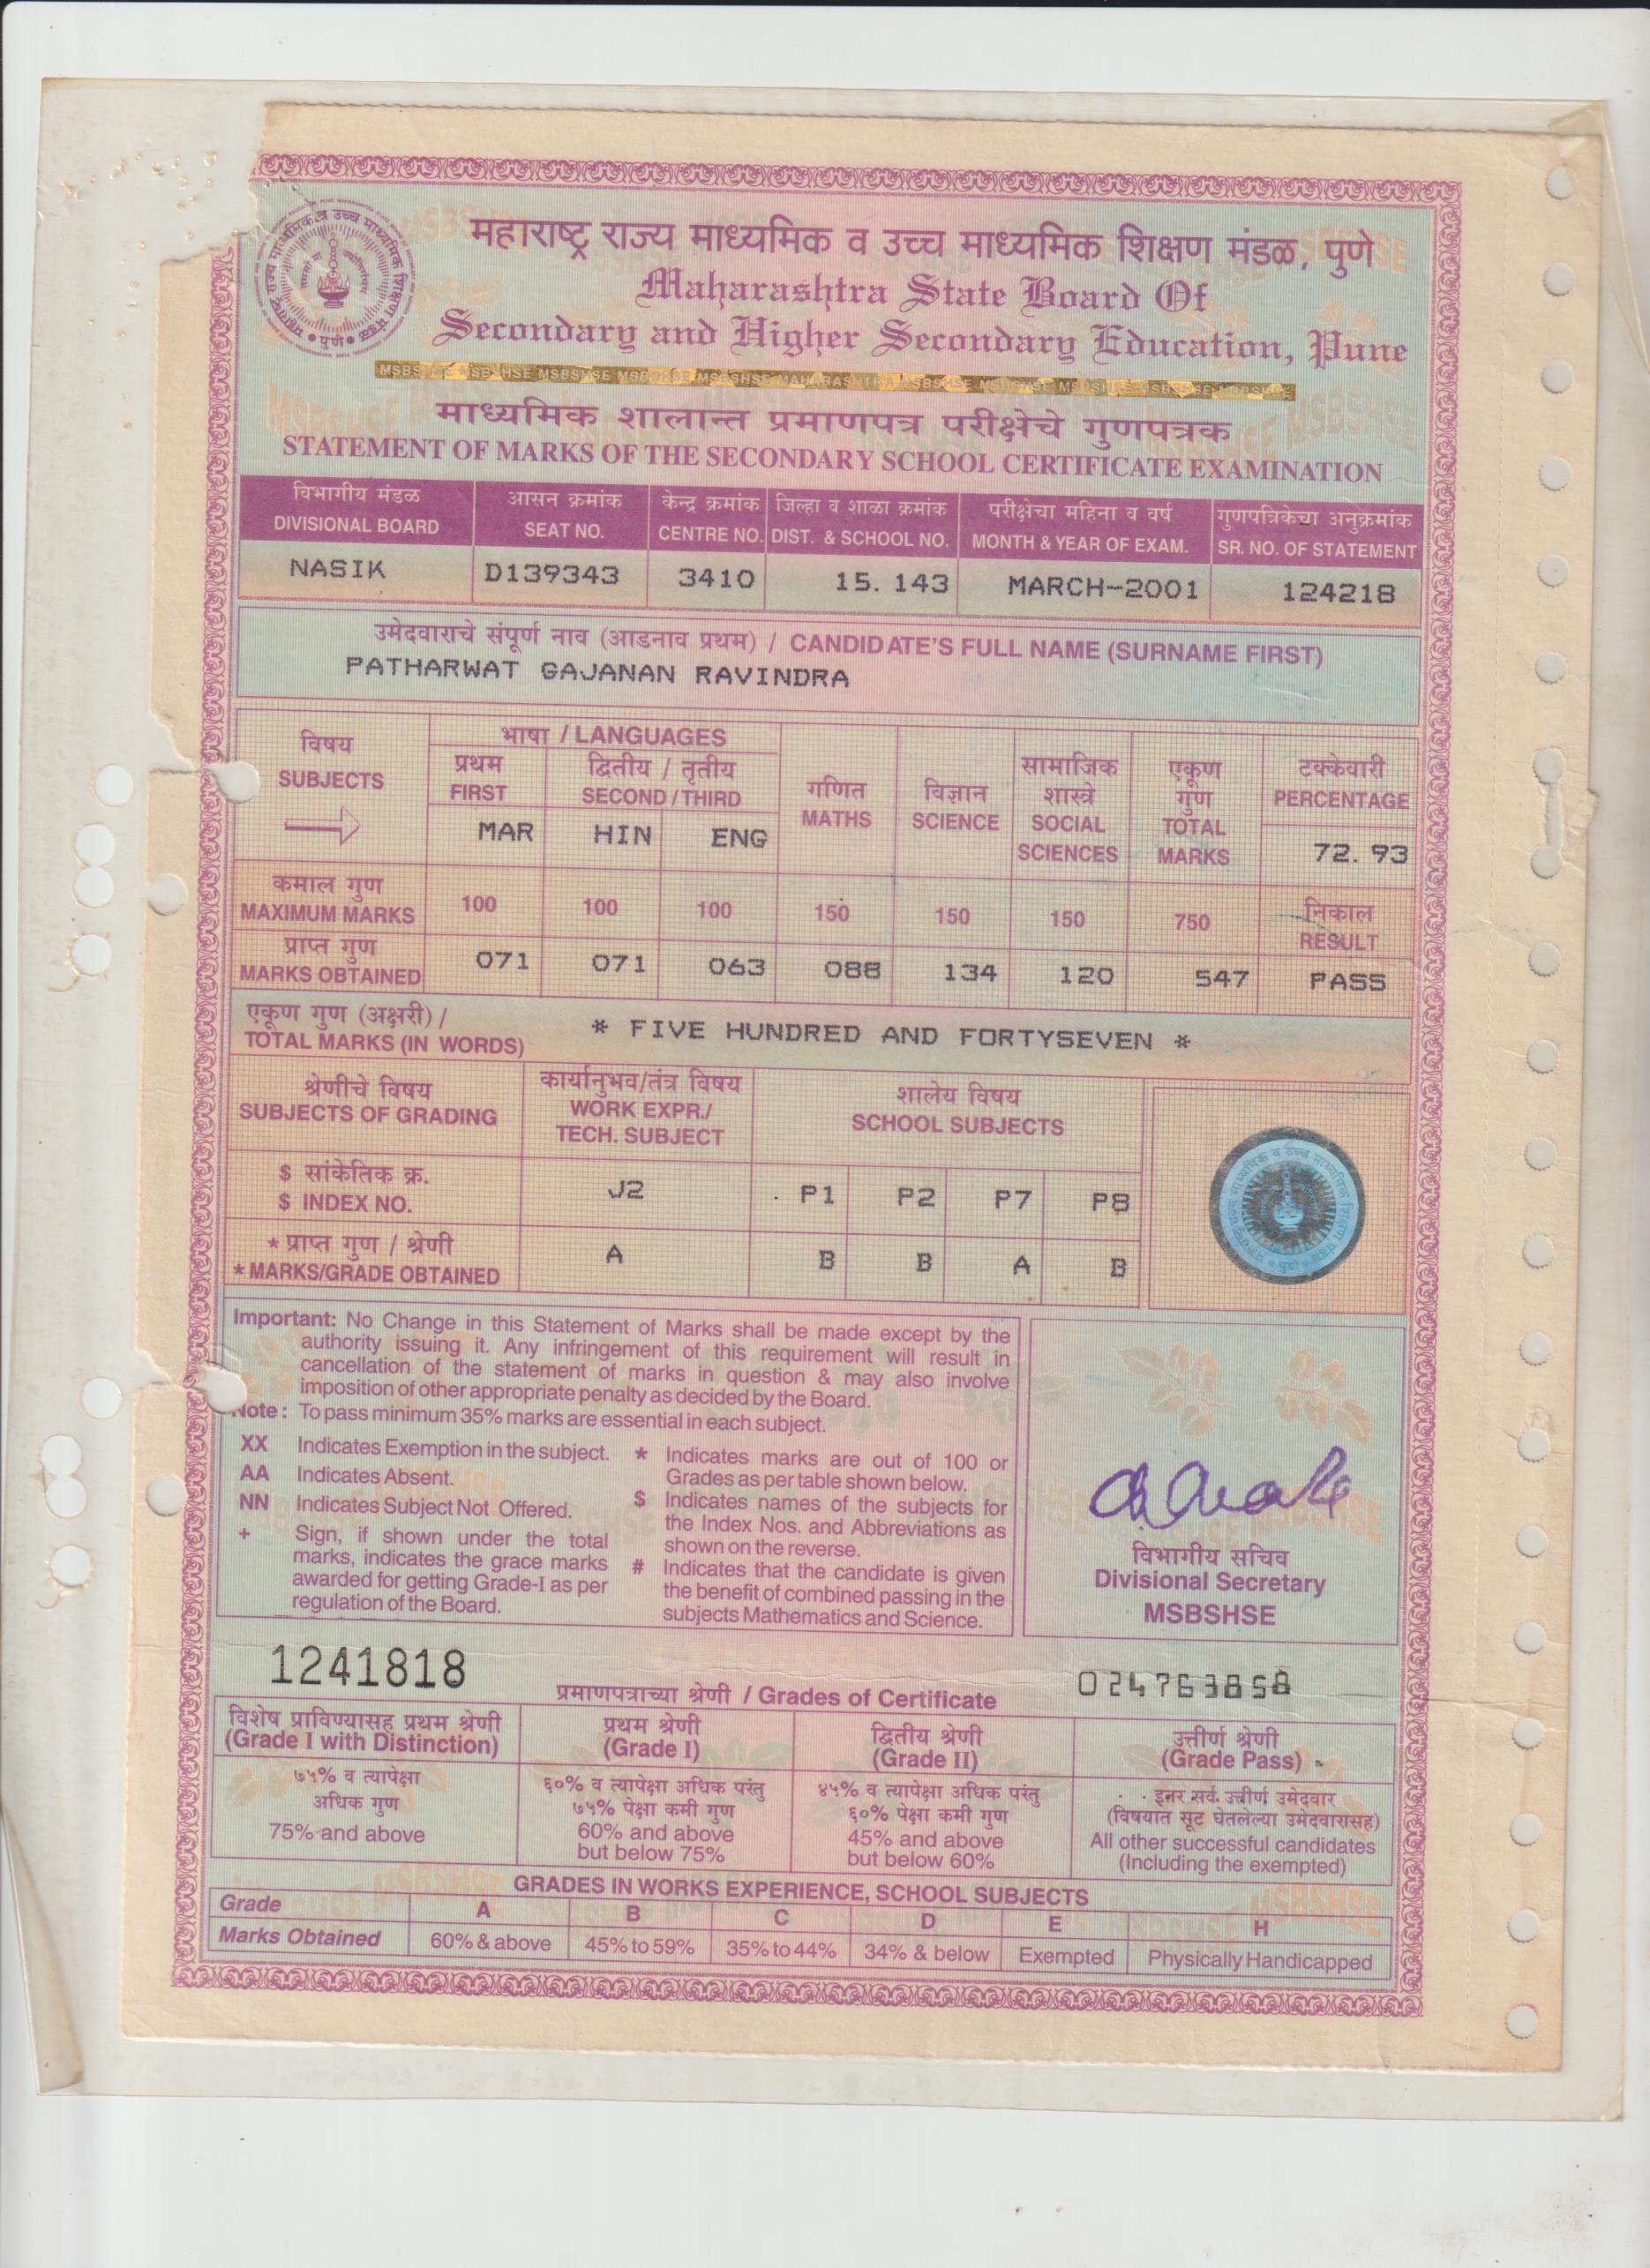 महाराष्ट्र राज्य माध्यमिक व उच्च माध्यमिक शिक्षण मंडळ, पुणे
Maharashtra State Board Of
Secondary and Higher Secondary Education, Pune
माध्यमिक शालान्त प्रमाणपत्र परीक्षेचे गुणपत्रक
STATEMENT OF MARKS OF THE SECONDARY SCHOOL CERTIFICATE EXAMINATION
विभागीय मंडळ आसन क्रमांक केन्द्र क्रमांक जिल्हा व शाळा क्रमांक परीक्षेचा महिना व वर्ष गुणपत्रिकेचा अनुक्रमांक
DIVISIONAL BOARD SEAT NO. CENTRE NO. DIST. & SCHOOL NO. MONTH & YEAR OF EXAM. SR. NO. OF STATEMENT
NASIK D139343 3410 15. 143 MARCH-2001 124218
उमेदवाराचे संपूर्ण नाव (आडनाव प्रथम) / CANDIDATE'S FULL NAME (SURNAME FIRST)
PATHARWAT GAJANAN RAVINDRA
विषय
SUBJECTS
भाषा / LANGUAGES
प्रथम
FIRST
द्वितीय / तृतीय
SECOND / THIRD
MAR HIN ENG
गणित
MATHS
विज्ञान
SCIENCE
सामाजिक
शास्त्रे
SOCIAL
SCIENCES
एकूण
गुण
TOTAL
MARKS
टक्केवारी
PERCENTAGE
72. 93
कमाल गुण
MAXIMUM MARKS 100 100 100 150 150 150 750
निकाल
RESULT
प्राप्त गुण
MARKS OBTAINED 071 071 063 088 134 120 547 PASS
एकूण गुण (अक्षरी) /
TOTAL MARKS (IN WORDS) * FIVE HUNDRED AND FORTYSEVEN *
श्रेणीचे विषय
SUBJECTS OF GRADING
कार्यानुभव/तंत्र विषय
WORK EXPR./
TECH. SUBJECT
शालेय विषय
SCHOOL SUBJECTS
$ सांकेतिक क्र.
$ INDEX NO. J2 P1 P2 P7 P8
* प्राप्त गुण / श्रेणी
* MARKS/GRADE OBTAINED A B B A B
Important: No Change in this Statement of Marks shall be made except by the
authority issuing it. Any infringement of this requirement will result in
cancellation of the statement of marks in question & may also involve
imposition of other appropriate penalty as decided by the Board.
Note : To pass minimum 35% marks are essential in each subject.
XX Indicates Exemption in the subject.
AA Indicates Absent.
NN Indicates Subject Not Offered.
+ Sign, if shown under the total
marks, indicates the grace marks
awarded for getting Grade-I as per
regulation of the Board.
* Indicates marks are out of 100 or
Grades as per table shown below.
$ Indicates names of the subjects for
the Index Nos. and Abbreviations as
shown on the reverse.
# Indicates that the candidate is given
the benefit of combined passing in the
subjects Mathematics and Science.
विभागीय सचिव
Divisional Secretary
MSBSHSE
1241818
024763858
प्रमाणपत्राच्या श्रेणी / Grades of Certificate
विशेष प्राविण्यासह प्रथम श्रेणी
(Grade I with Distinction)
७५% व त्यापेक्षा
अधिक गुण
75% and above
प्रथम श्रेणी
(Grade I)
६०% व त्यापेक्षा अधिक परंतु
७५% पेक्षा कमी गुण
60% and above
but below 75%
द्वितीय श्रेणी
(Grade II)
४५% व त्यापेक्षा अधिक परंतु
६०% पेक्षा कमी गुण
45% and above
but below 60%
उत्तीर्ण श्रेणी
(Grade Pass)
इतर सर्व उत्तीर्ण उमेदवार
(विषयात सूट घेतलेल्या उमेदवारासह)
All other successful candidates
(Including the exempted)
GRADES IN WORKS EXPERIENCE, SCHOOL SUBJECTS
Grade A B C D E H
Marks Obtained 60% & above 45% to 59% 35% to 44% 34% & below Exempted Physically Handicapped